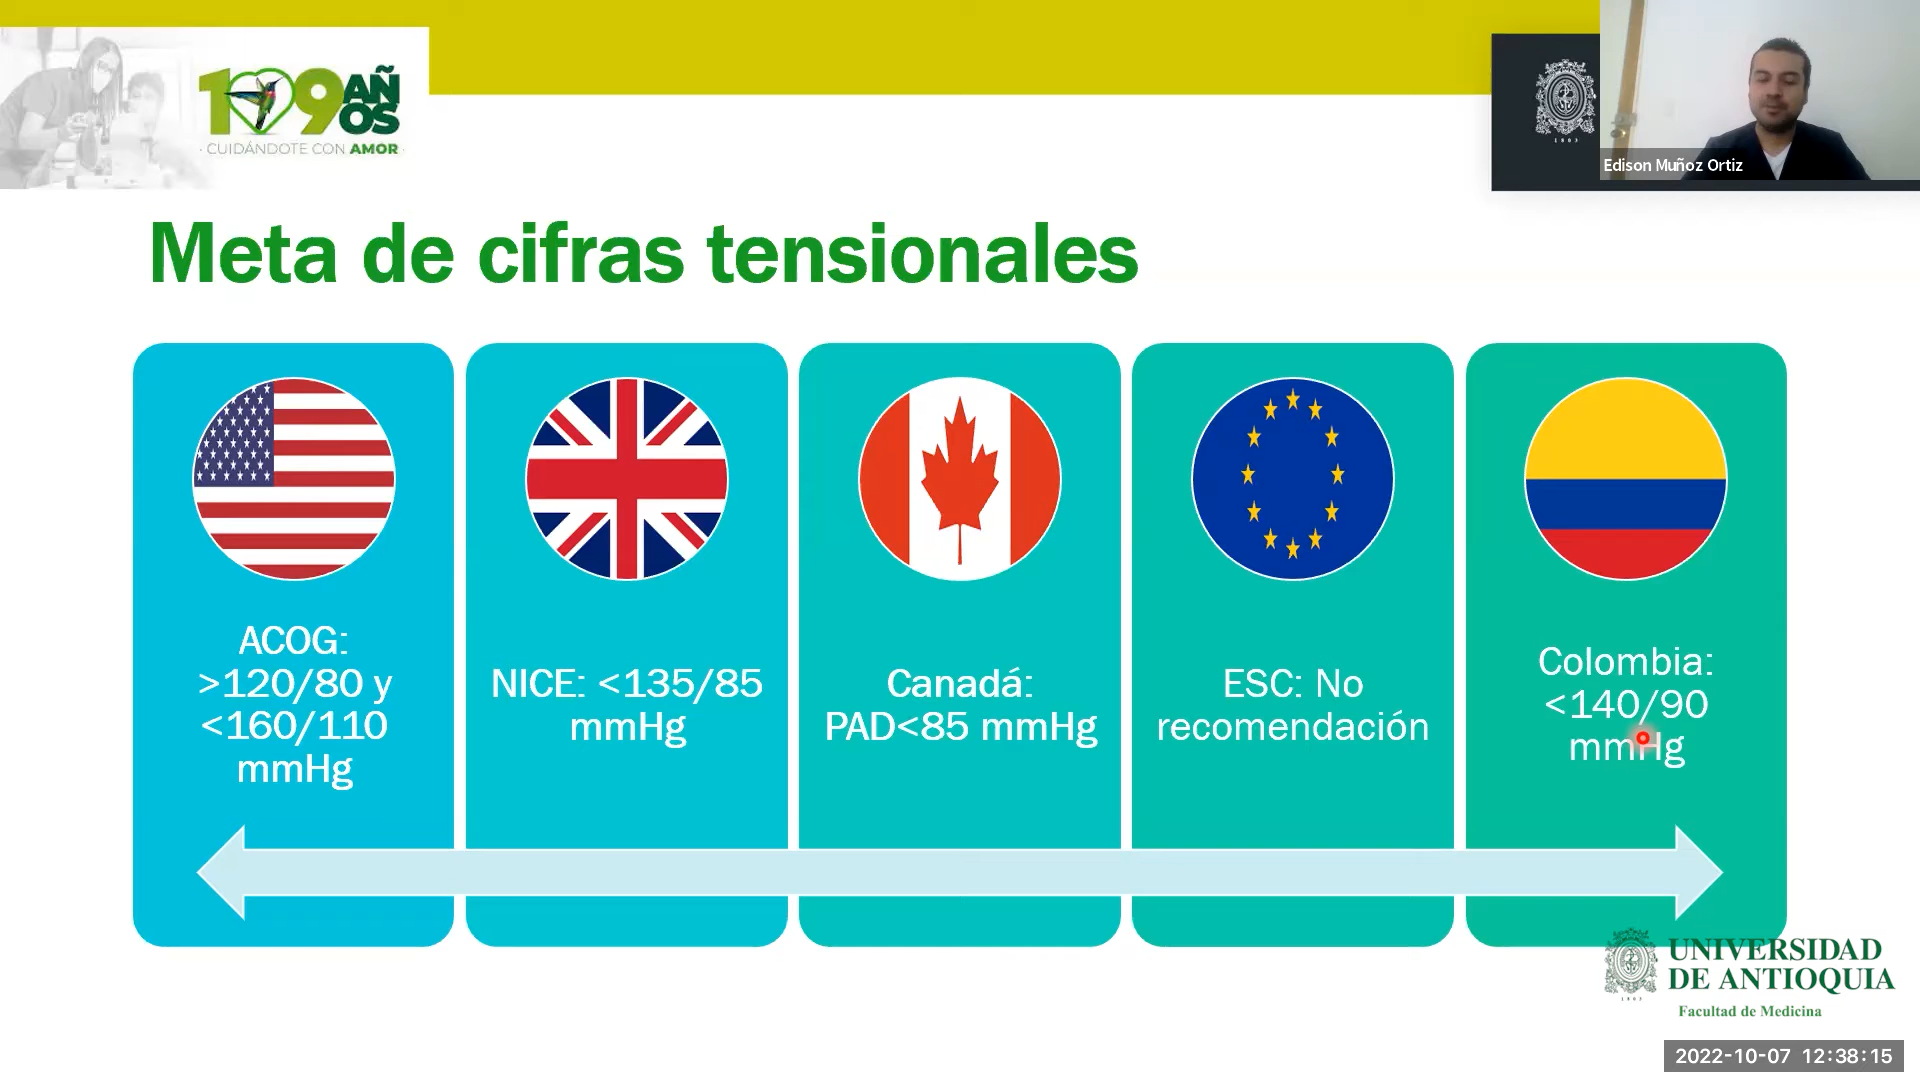 109 AÑOS
· CUIDÁNDOTE CON AMOR ·
1803
Edison Muñoz Ortiz
Meta de cifras tensionales
ACOG:
>120/80 y
<160/110
mmHg
NICE: <135/85
mmHg
Canadá:
PAD<85 mmHg
ESC: No
recomendación
Colombia:
<140/90
mmHg
UNIVERSIDAD
DE ANTIOQUIA
1803
Facultad de Medicina
2022-10-07 12:38:15